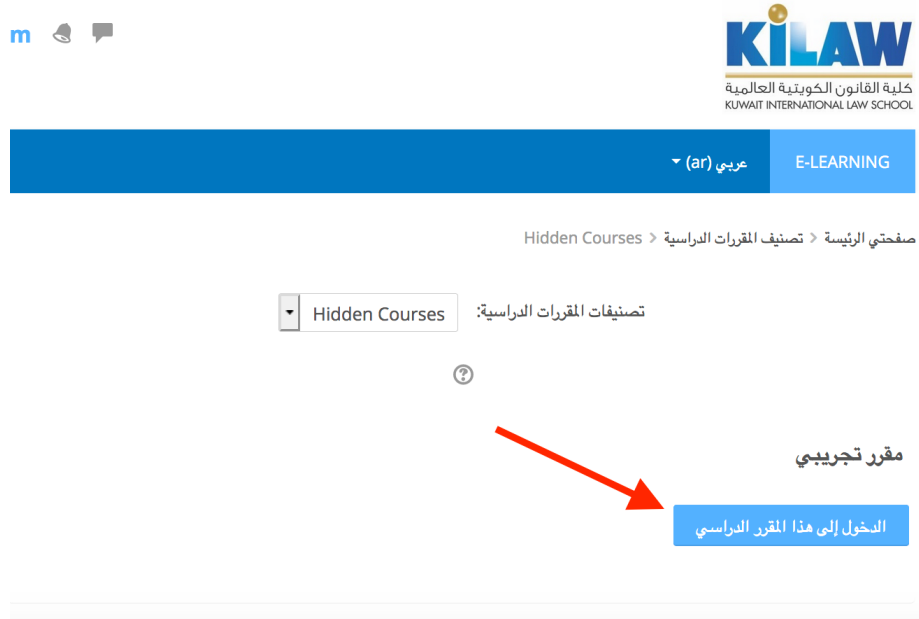 m
KiLAW
كلية القانون الكويتية العالمية
KUWAIT INTERNATIONAL LAW SCHOOL
E-LEARNING عربي (ar)
صفحتي الرئيسة > تصنيف المقررات الدراسية > Hidden Courses
تصنيفات المقررات الدراسية: Hidden Courses
?
مقرر تجريبي
الدخول إلى هذا المقرر الدراسي